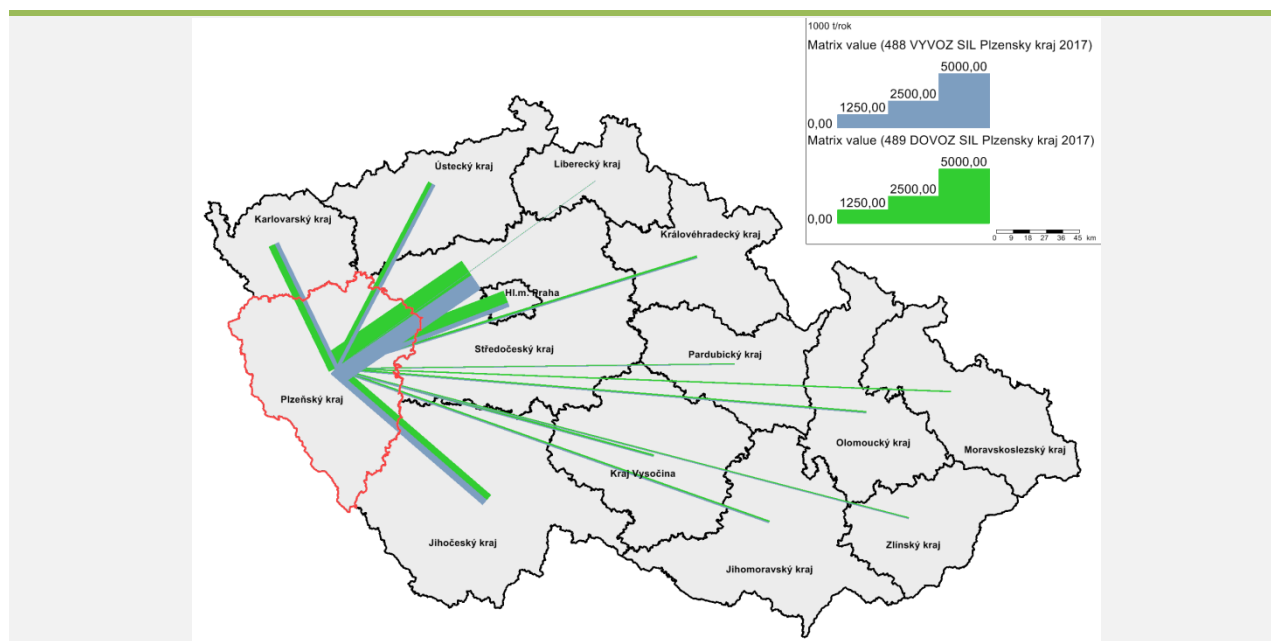 1000 t/rok
Matrix value (488 VYVOZ SIL Plzensky kraj 2017)
5000,00
2500,00
1250,00
0,00
Matrix value (489 DOVOZ SIL Plzensky kraj 2017)
5000,00
2500,00
1250,00
0,00
0 9 18 27 36 45 km
Ústecký kraj
Liberecký kraj
Karlovarský kraj
Královéhradecký kraj
Hl.m. Praha
Středočeský kraj
Pardubický kraj
Plzeňský kraj
Olomoucký kraj
Moravskoslezský kraj
Kraj Vysočina
Jihočeský kraj
Zlínský kraj
Jihomoravský kraj